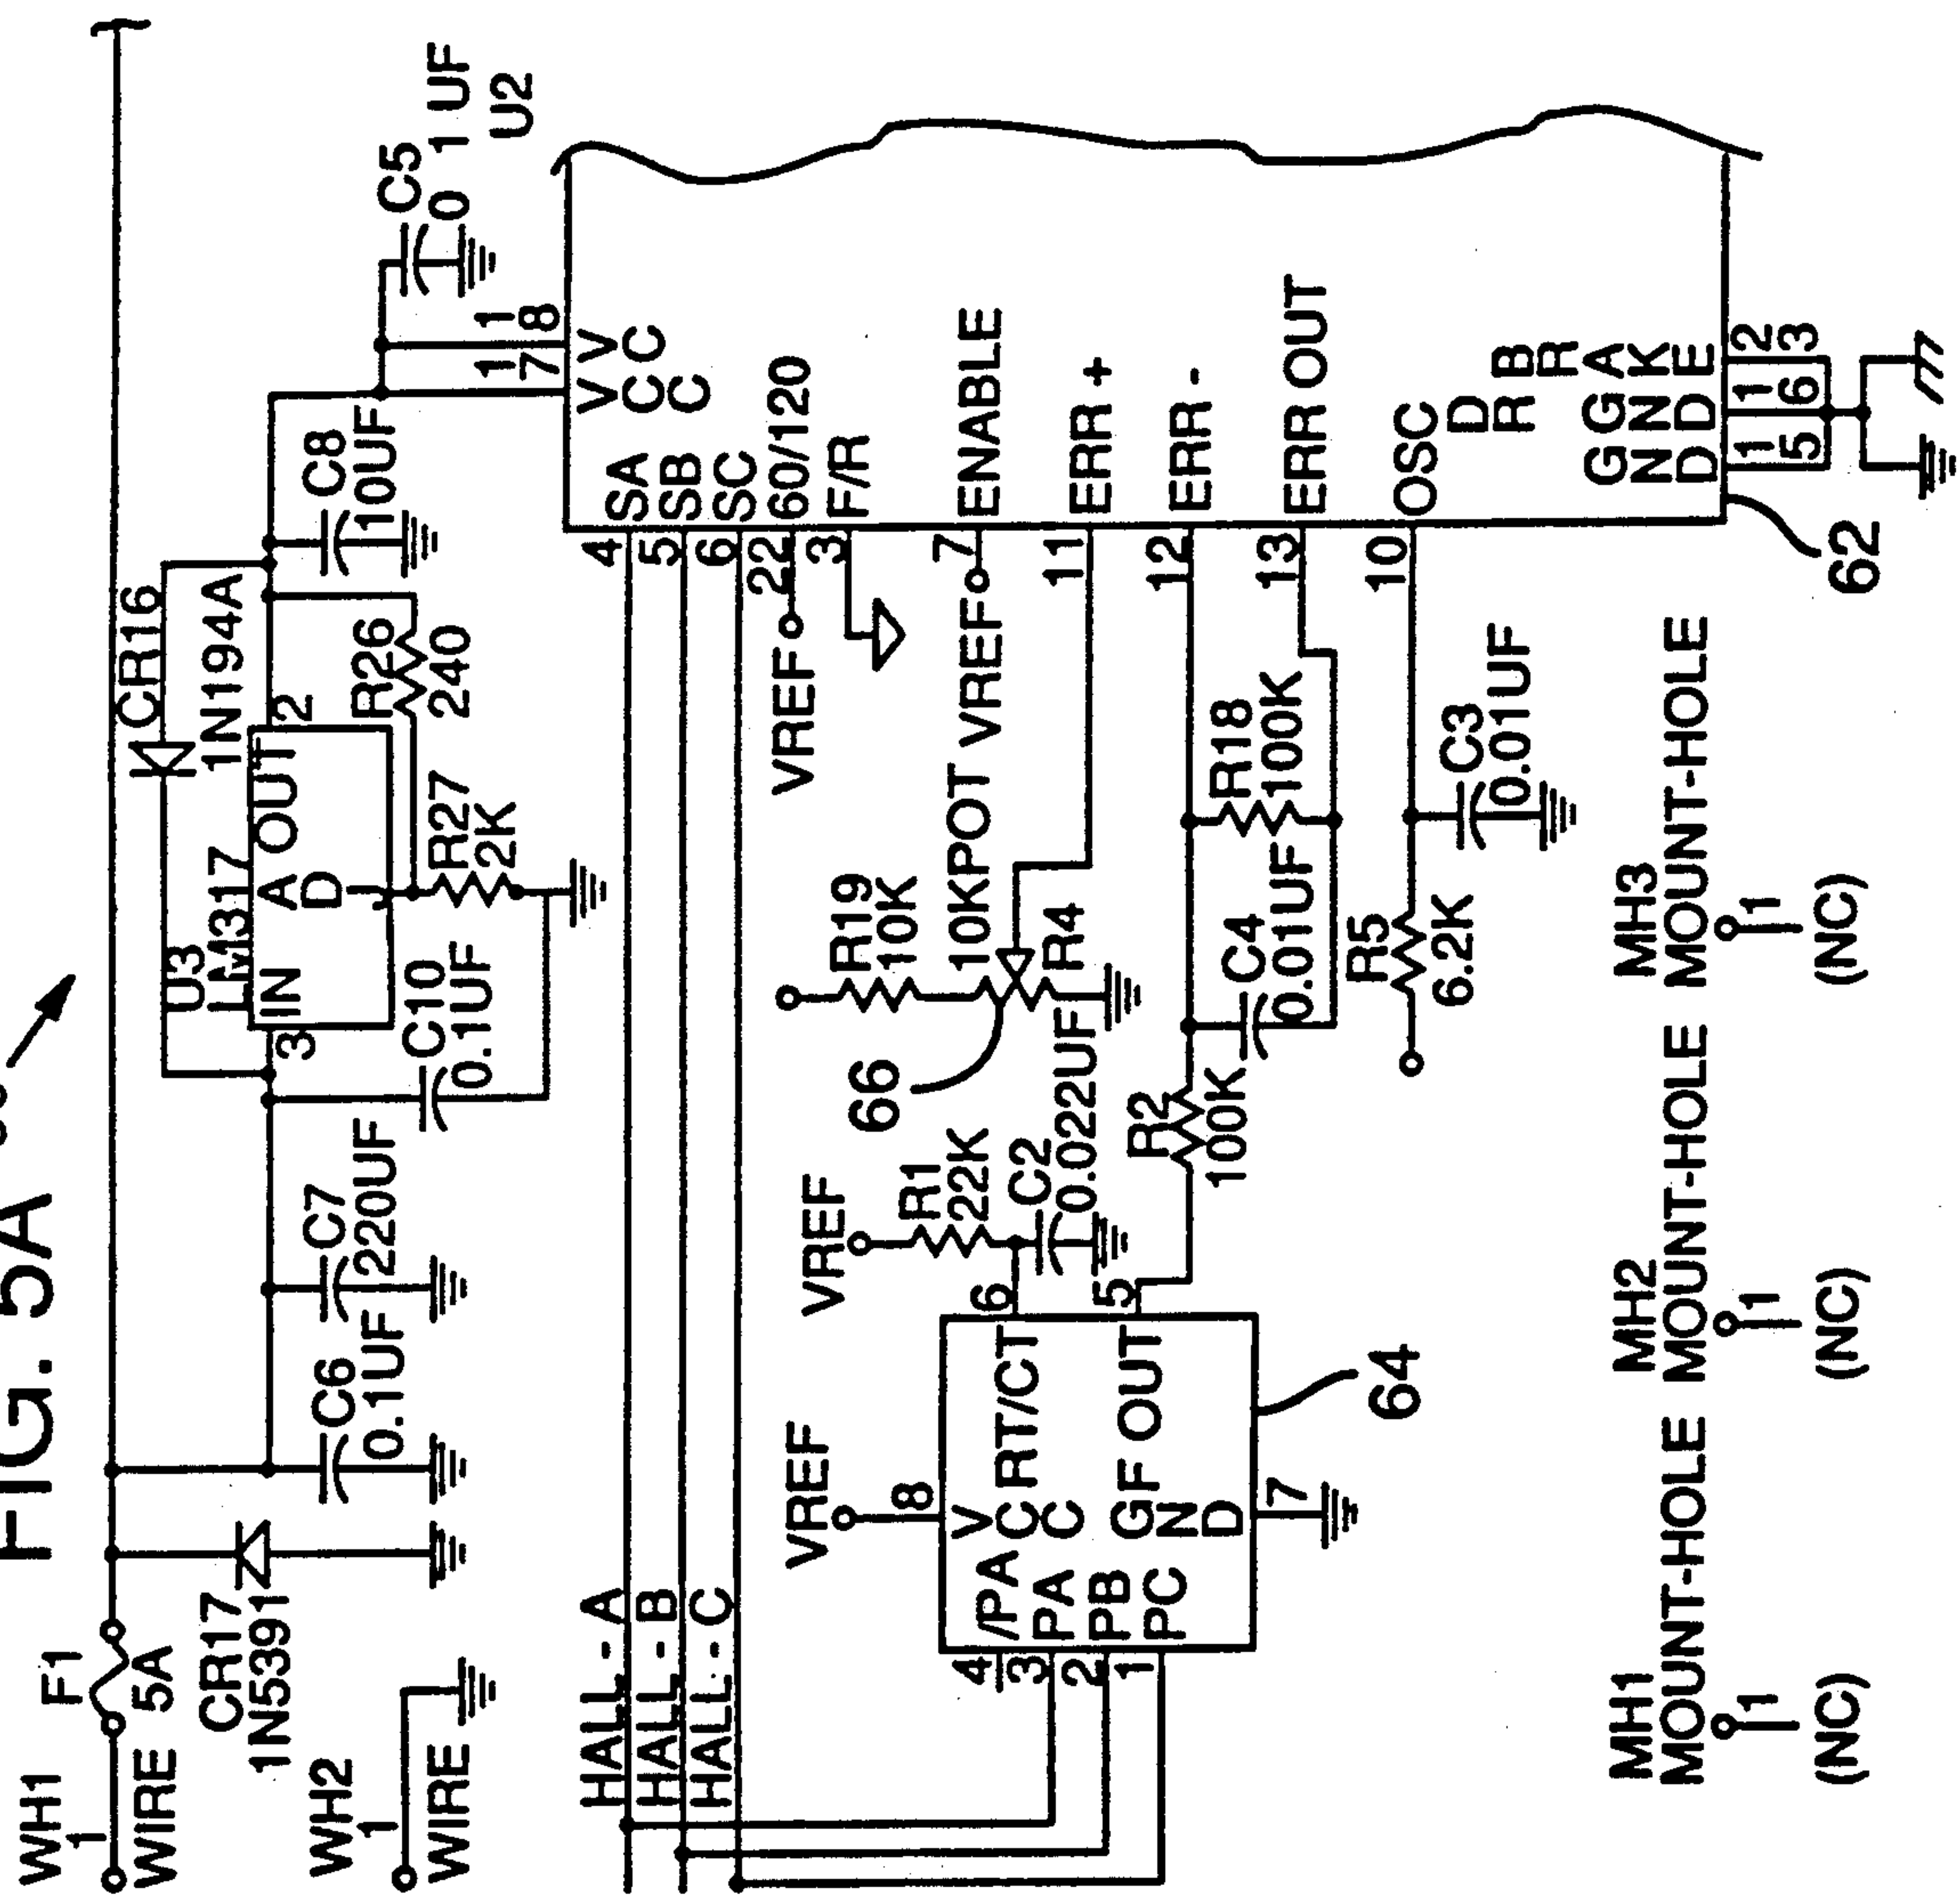 FIG. 5A
WH1
1
WIRE
F1
5A
CR17
1N5391
WH2
1
WIRE
C6
0.1UF
C7
220UF
U3
LM317
IN
OUT
A
D
J
3
2
CR16
1N194A
C10
0.1UF
R27
2K
R26
240
C8
10UF
C5
0 1 UF
U2
1
7
1
8
V
C
C
V
C
C
HALL - A
HALL - B
HALL - C
4
SA
5
SB
6
SC
VREF
22
60/120
3
F/R
VREF
7
ENABLE
11
ERR +
12
ERR -
13
ERR OUT
10
OSC
D
R
G
N
D
G
N
D
B
R
A
K
E
1
5
1
6
2
3
62
VREF
8
V
C
C
RT/CT
6
VREF
R1
22K
C2
0.022UF
GF OUT
5
/PA
PA
PB
PC
4
3
2
1
G
N
D
7
64
66
R19
10K
10KPOT
R4
R2
100K
C4
0.01UF
R18
100K
R5
6.2K
C3
0.01UF
MH1
MOUNT-HOLE
1
(NC)
MH2
MOUNT-HOLE
1
(NC)
MH3
MOUNT-HOLE
1
(NC)